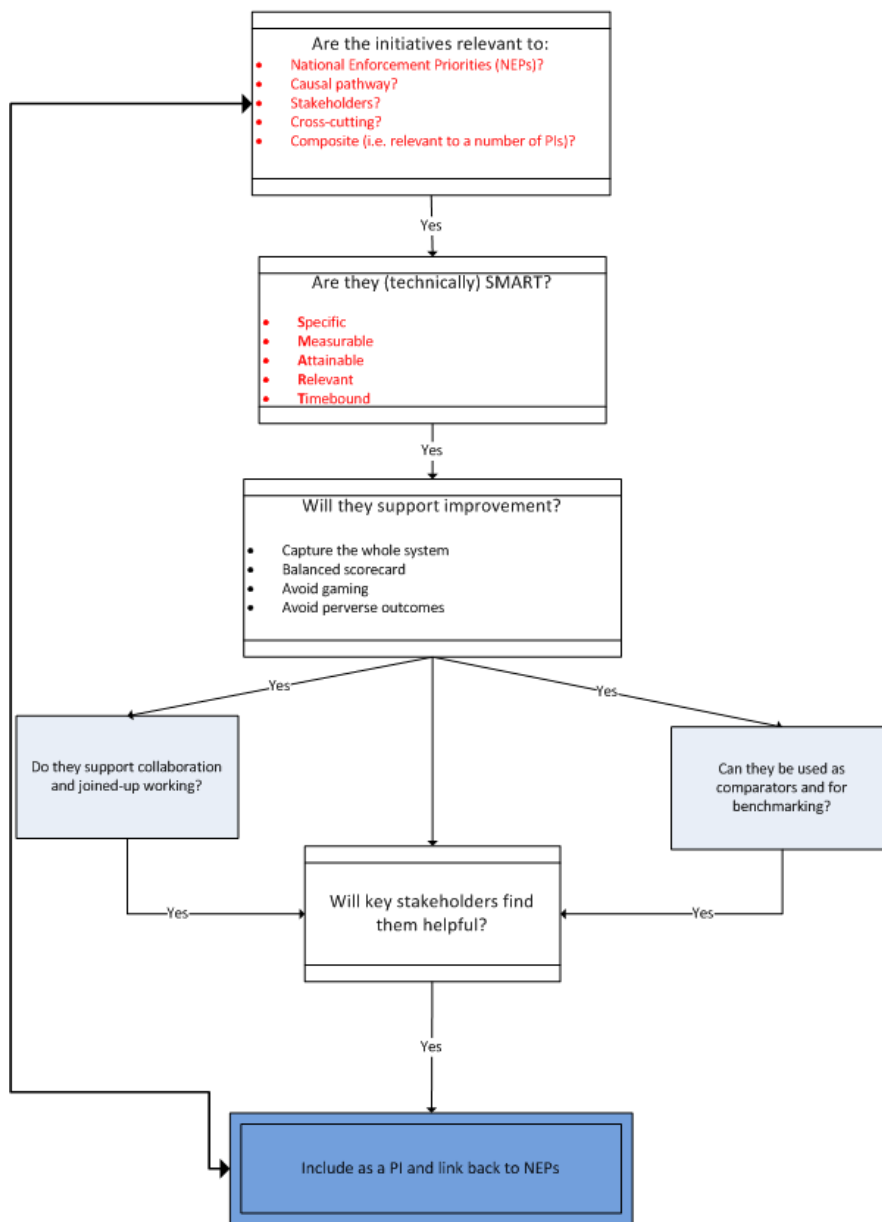 Are the initiatives relevant to:
• National Enforcement Priorities (NEPs)?
• Causal pathway?
• Stakeholders?
• Cross-cutting?
• Composite (i.e. relevant to a number of PIs)?
Yes
Are they (technically) SMART?
• Specific
• Measurable
• Attainable
• Relevant
• Timebound
Yes
Will they support improvement?
• Capture the whole system
• Balanced scorecard
• Avoid gaming
• Avoid perverse outcomes
Yes
Yes
Do they support collaboration
and joined-up working?
Can they be used as
comparators and for
benchmarking?
Will key stakeholders find
them helpful?
Yes
Yes
Yes
Include as a PI and link back to NEPs